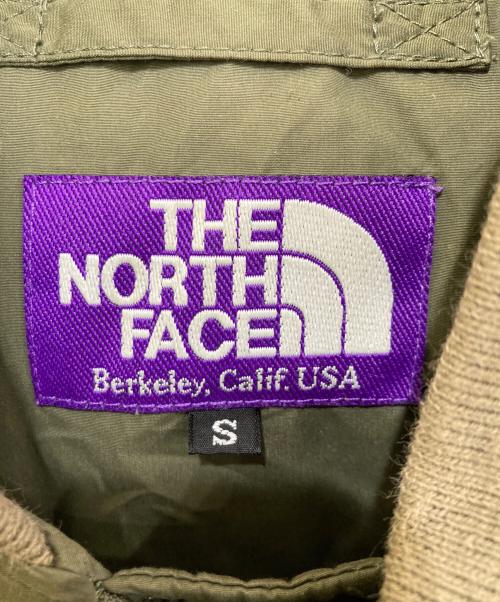 THE
NORTH
FACE
Berkeley, Calif. USA
S